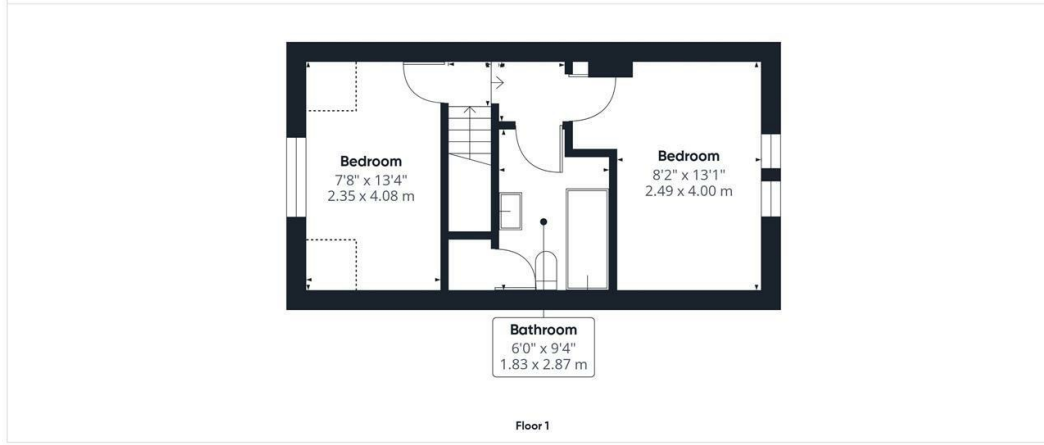 Bedroom
7'8" x 13'4"
2.35 x 4.08 m
Bedroom
8'2" x 13'1"
2.49 x 4.00 m
Bathroom
6'0" x 9'4"
1.83 x 2.87 m
Floor 1